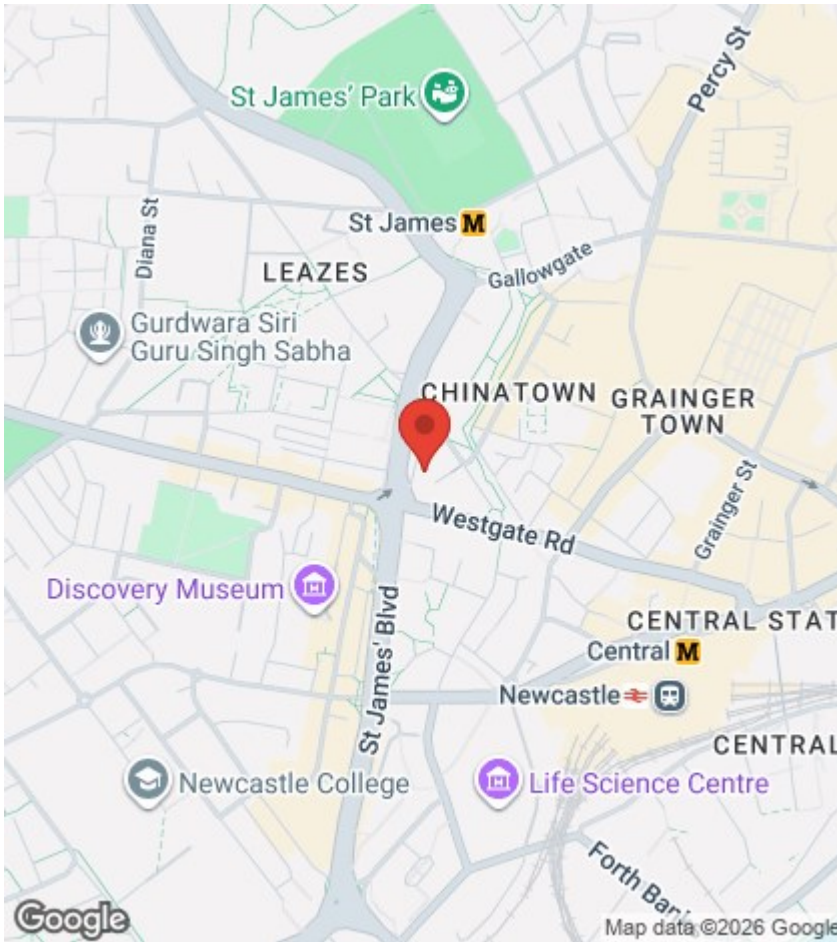 Percy St
St James' Park
Diana St
St James M
Gallowgate
LEAZES
Gurdwara Siri
Guru Singh Sabha
CHINATOWN
GRAINGER
TOWN
Grainger St
Westgate Rd
Discovery Museum
St James' Blvd
CENTRAL STAT
Central M
Newcastle
CENTRAL
Newcastle College
Life Science Centre
Forth Banks
Google
Map data ©2026 Google